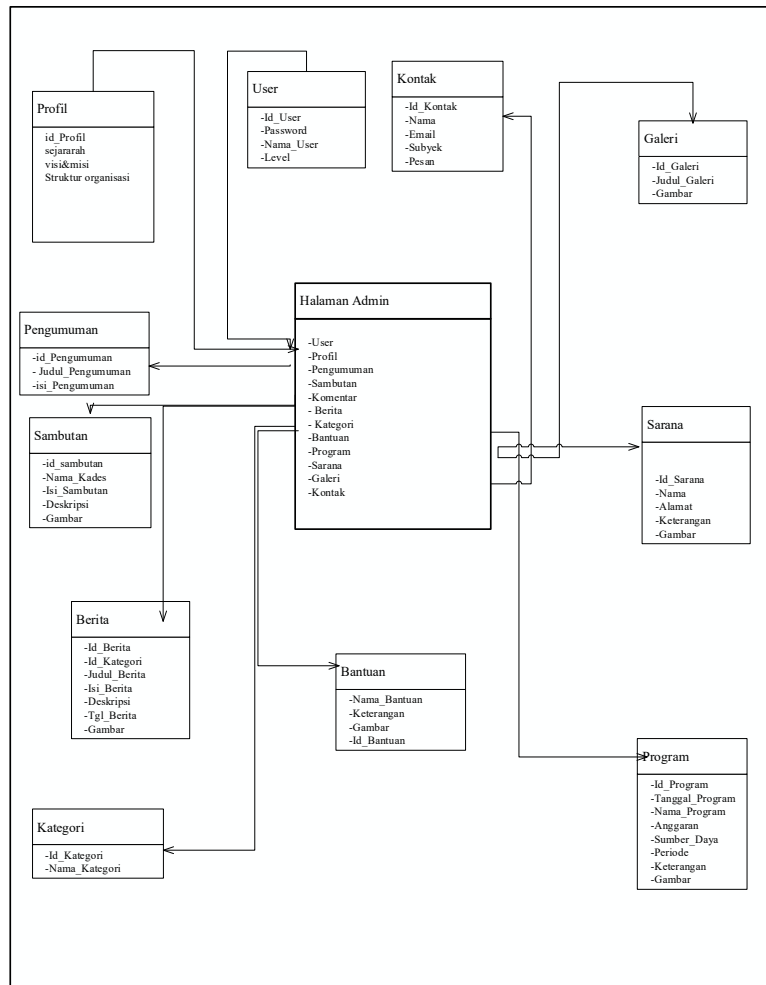 Profil
id_Profil
sejararah
visi&misi
Struktur organisasi
User
-Id_User
-Password
-Nama_User
-Level
Kontak
-Id_Kontak
-Nama
-Email
-Subyek
-Pesan
Galeri
-Id_Galeri
-Judul_Galeri
-Gambar
Pengumuman
-id_Pengumuman
- Judul_Pengumuman
-isi_Pengumuman
Halaman Admin
-User
-Profil
-Pengumuman
-Sambutan
-Komentar
- Berita
- Kategori
-Bantuan
-Program
-Sarana
-Galeri
-Kontak
Sambutan
-id_sambutan
-Nama_Kades
-Isi_Sambutan
-Deskripsi
-Gambar
Sarana
-Id_Sarana
-Nama
-Alamat
-Keterangan
-Gambar
Berita
-Id_Berita
-Id_Kategori
-Judul_Berita
-Isi_Berita
-Deskripsi
-Tgl_Berita
-Gambar
Bantuan
-Nama_Bantuan
-Keterangan
-Gambar
-Id_Bantuan
Program
-Id_Program
-Tanggal_Program
-Nama_Program
-Anggaran
-Sumber_Daya
-Periode
-Keterangan
-Gambar
Kategori
-Id_Kategori
-Nama_Kategori